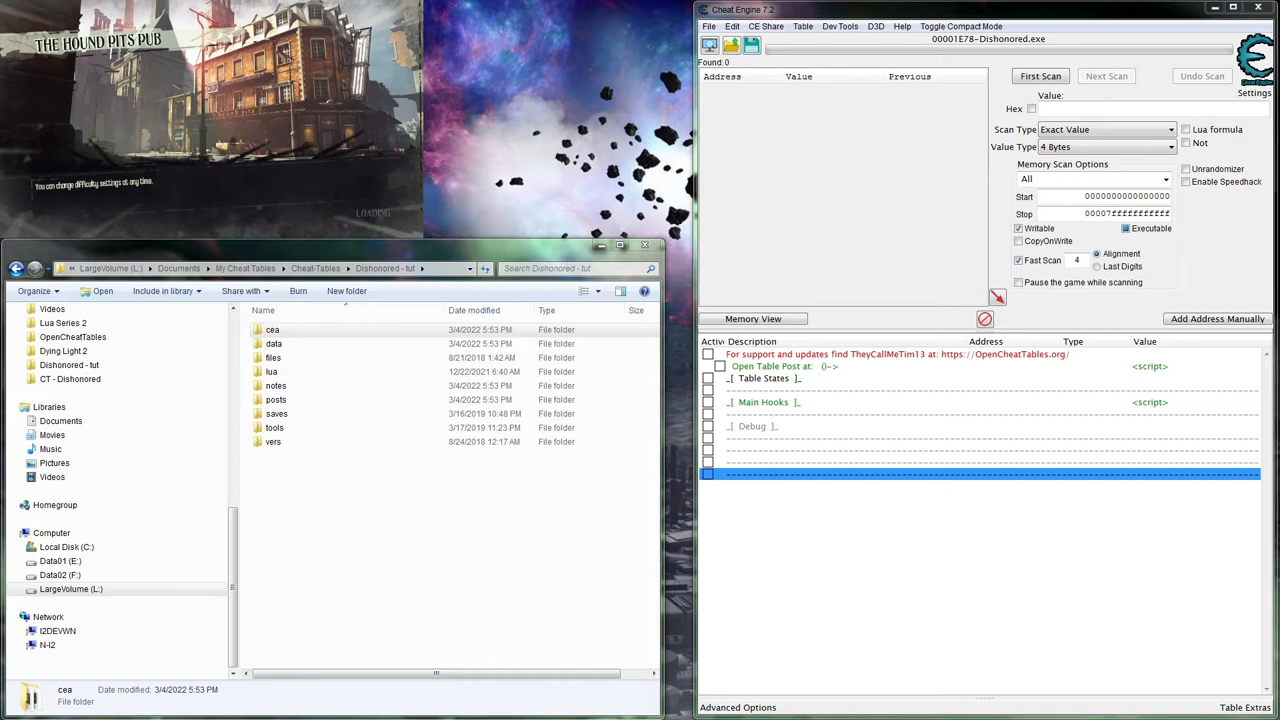 THE HOUND PITS PUB
You can change difficulty settings at any time.
LOADING
« LargeVolume (L:) ▸ Documents ▸ My Cheat Tables ▸ Cheat-Tables ▸ Dishonored - tut ▸
Search Dishonored - tut
Organize Open Include in library Share with Burn New folder
Name Date modified Type Size
Videos
Lua Series 2
OpenCheatTables
Dying Light 2
Dishonored - tut
CT - Dishonored
Libraries
Documents
Movies
Music
Pictures
Videos
Homegroup
Computer
Local Disk (C:)
Data01 (E:)
Data02 (F:)
LargeVolume (L:)
Network
I2DEVWN
N-I2
cea 3/4/2022 5:53 PM File folder
data 3/4/2022 5:53 PM File folder
files 8/21/2018 1:42 AM File folder
lua 12/22/2021 6:40 AM File folder
notes 3/4/2022 5:53 PM File folder
posts 3/4/2022 5:53 PM File folder
saves 3/16/2019 10:48 PM File folder
tools 3/17/2019 11:23 PM File folder
vers 8/24/2018 12:17 AM File folder
cea Date modified: 3/4/2022 5:53 PM
File folder
Cheat Engine 7.2
File Edit CE Share Table Dev Tools D3D Help Toggle Compact Mode
00001E78-Dishonored.exe
Found: 0
Address Value Previous
First Scan Next Scan Undo Scan
Cheat Engine
Settings
Value:
Hex
Scan Type Exact Value Lua formula
Value Type 4 Bytes Not
Memory Scan Options
All
Unrandomizer
Enable Speedhack
Start 0000000000000000
Stop 00007fffffffffff
Writable Executable
CopyOnWrite
Fast Scan 4 Alignment
Last Digits
Pause the game while scanning
Memory View Add Address Manually
Active Description Address Type Value
For support and updates find TheyCallMeTim13 at: https://OpenCheatTables.org/
Open Table Post at: ()-> <script>
_[ Table States ]_
_[ Main Hooks ]_ <script>
_[ Debug ]_
Advanced Options Table Extras